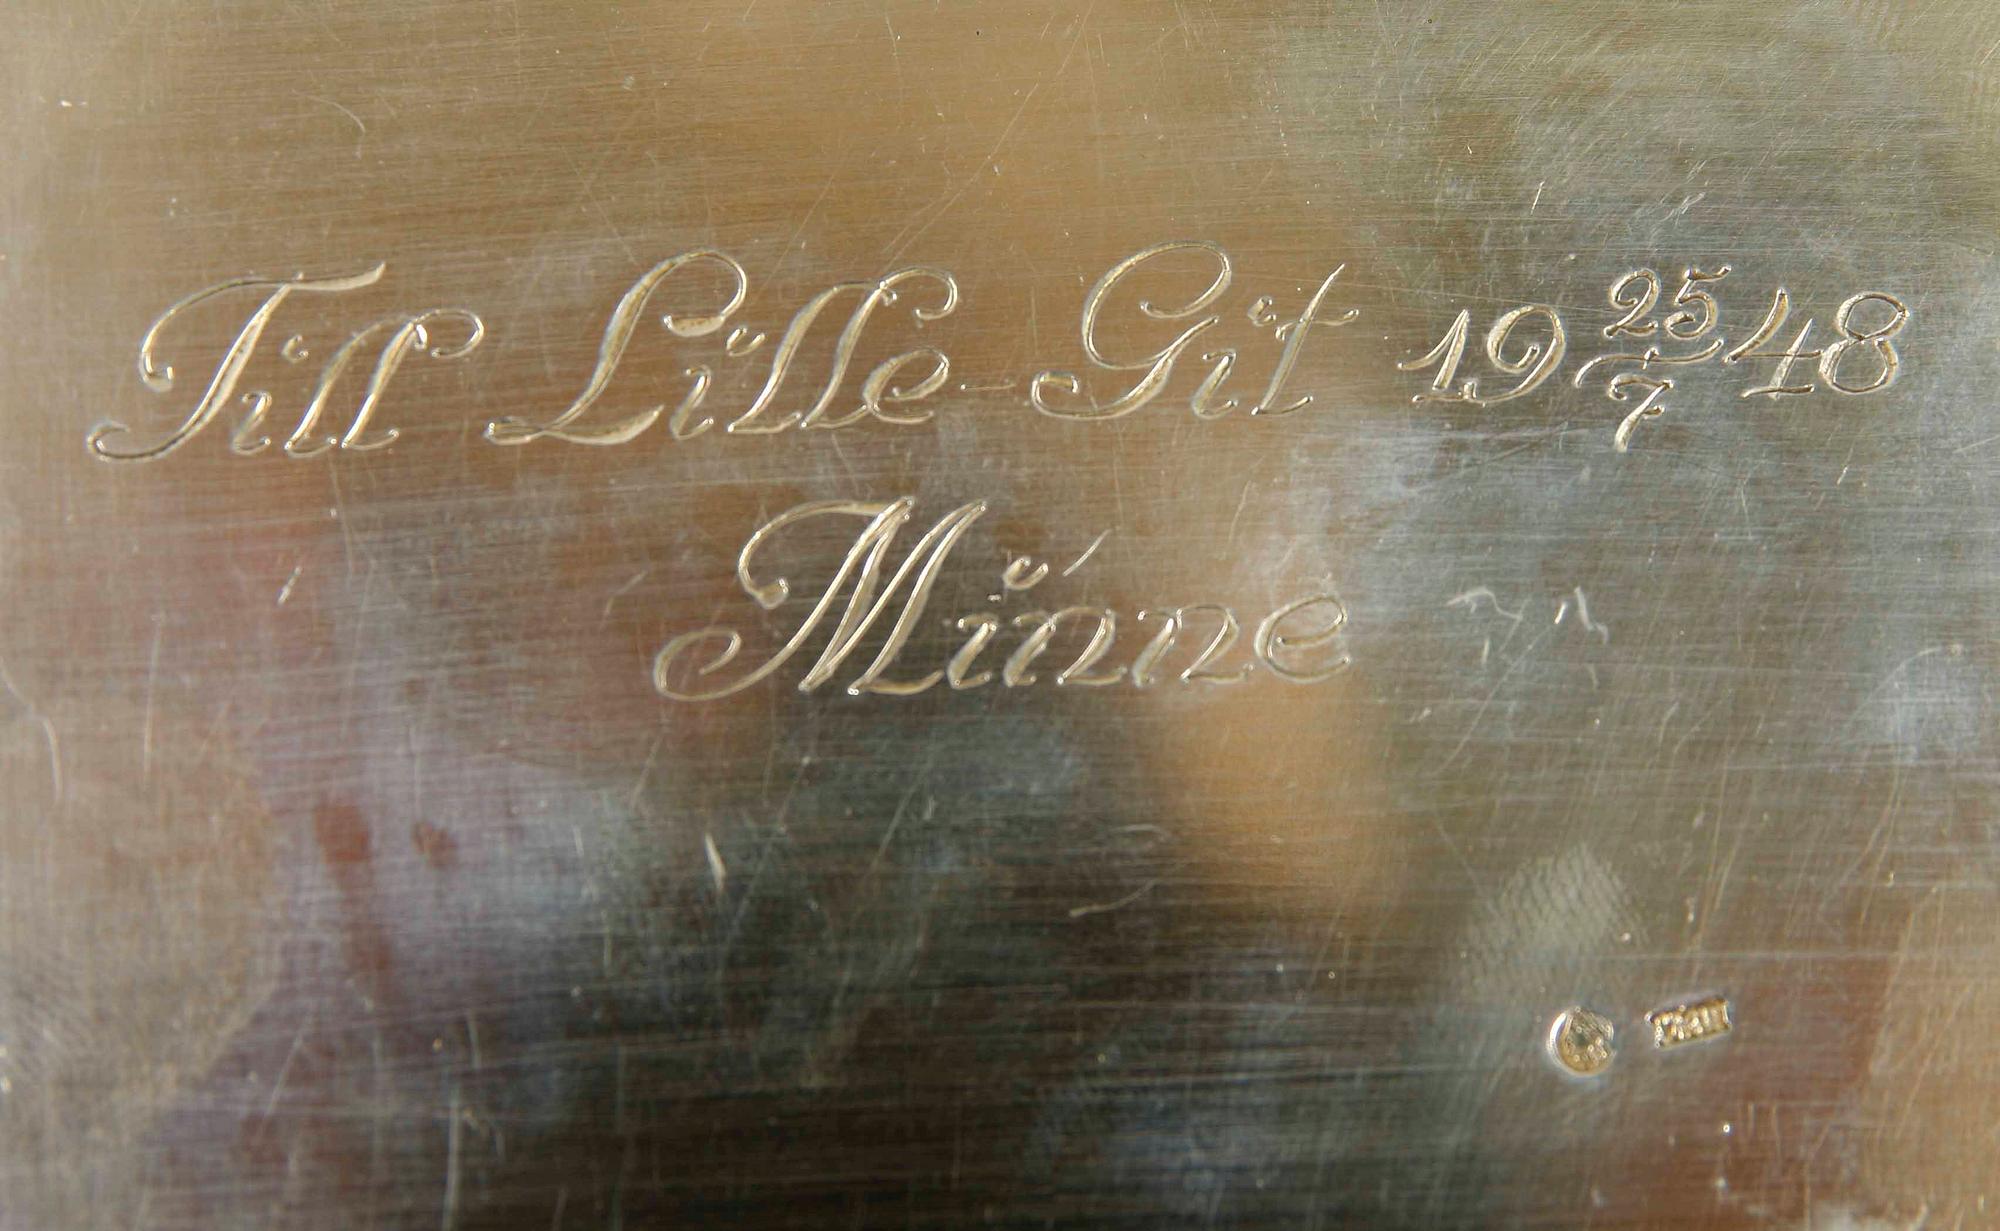 Till Lille-Git 19 25/7 48
Minne